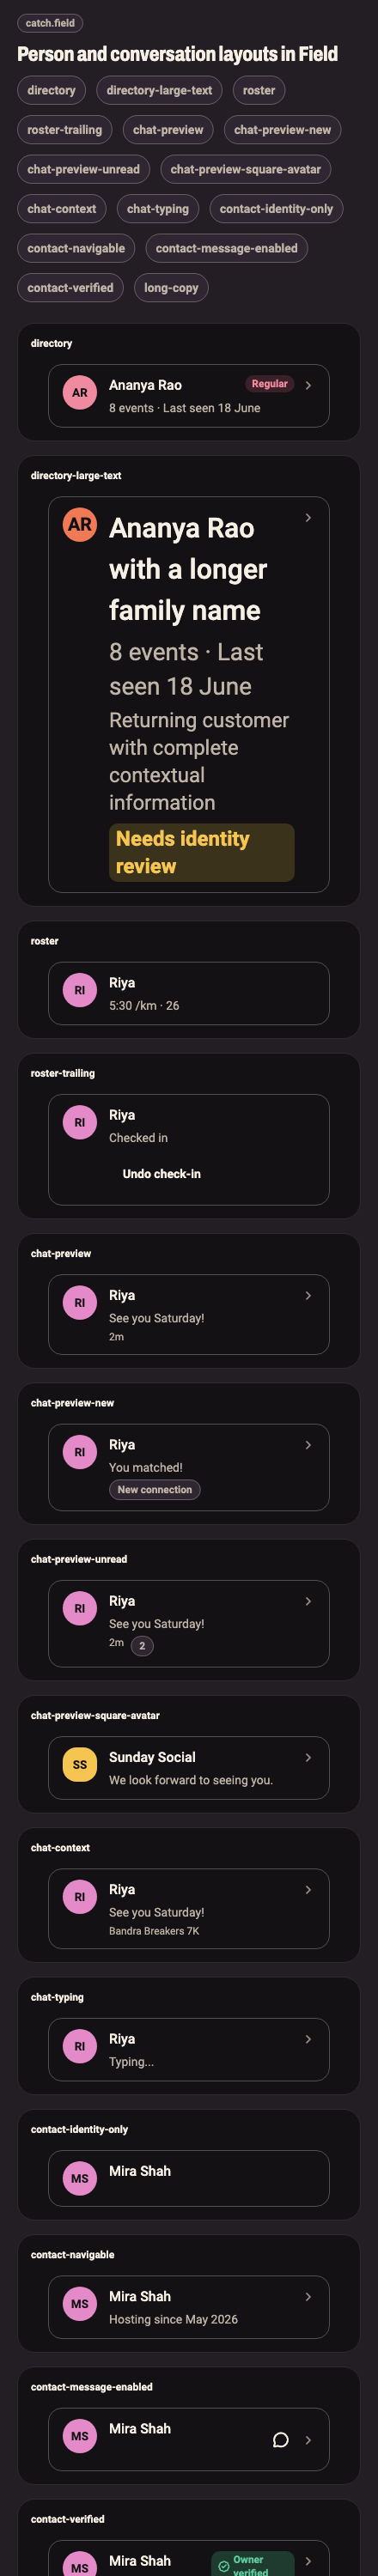 catch.field
Person and conversation layouts in Field
directory
directory-large-text
roster
roster-trailing
chat-preview
chat-preview-new
chat-preview-unread
chat-preview-square-avatar
chat-context
chat-typing
contact-identity-only
contact-navigable
contact-message-enabled
contact-verified
long-copy
directory
AR
Ananya Rao
Regular
8 events · Last seen 18 June
directory-large-text
AR
Ananya Rao
with a longer
family name
8 events · Last
seen 18 June
Returning customer
with complete
contextual
information
Needs identity
review
roster
RI
Riya
5:30 /km · 26
roster-trailing
RI
Riya
Checked in
Undo check-in
chat-preview
RI
Riya
See you Saturday!
2m
chat-preview-new
RI
Riya
You matched!
New connection
chat-preview-unread
RI
Riya
See you Saturday!
2m
2
chat-preview-square-avatar
SS
Sunday Social
We look forward to seeing you.
chat-context
RI
Riya
See you Saturday!
Bandra Breakers 7K
chat-typing
RI
Riya
Typing...
contact-identity-only
MS
Mira Shah
contact-navigable
MS
Mira Shah
Hosting since May 2026
contact-message-enabled
MS
Mira Shah
contact-verified
MS
Mira Shah
Owner
verified